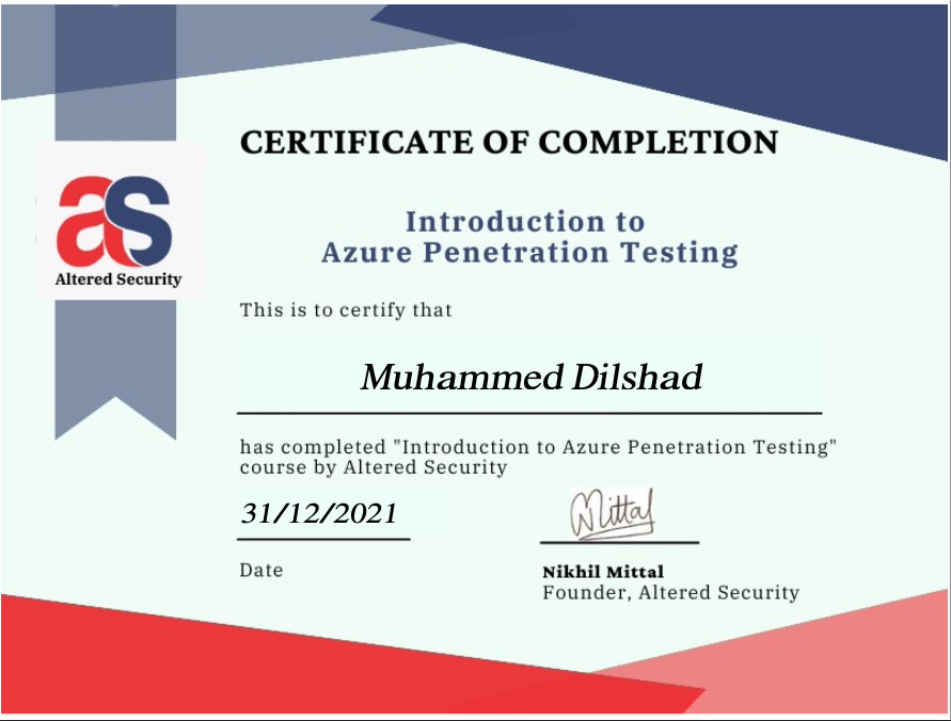 CERTIFICATE OF COMPLETION
as
Altered Security
Introduction to
Azure Penetration Testing
This is to certify that
Muhammed Dilshad
has completed "Introduction to Azure Penetration Testing"
course by Altered Security
31/12/2021
Date
NMittal
Nikhil Mittal
Founder, Altered Security